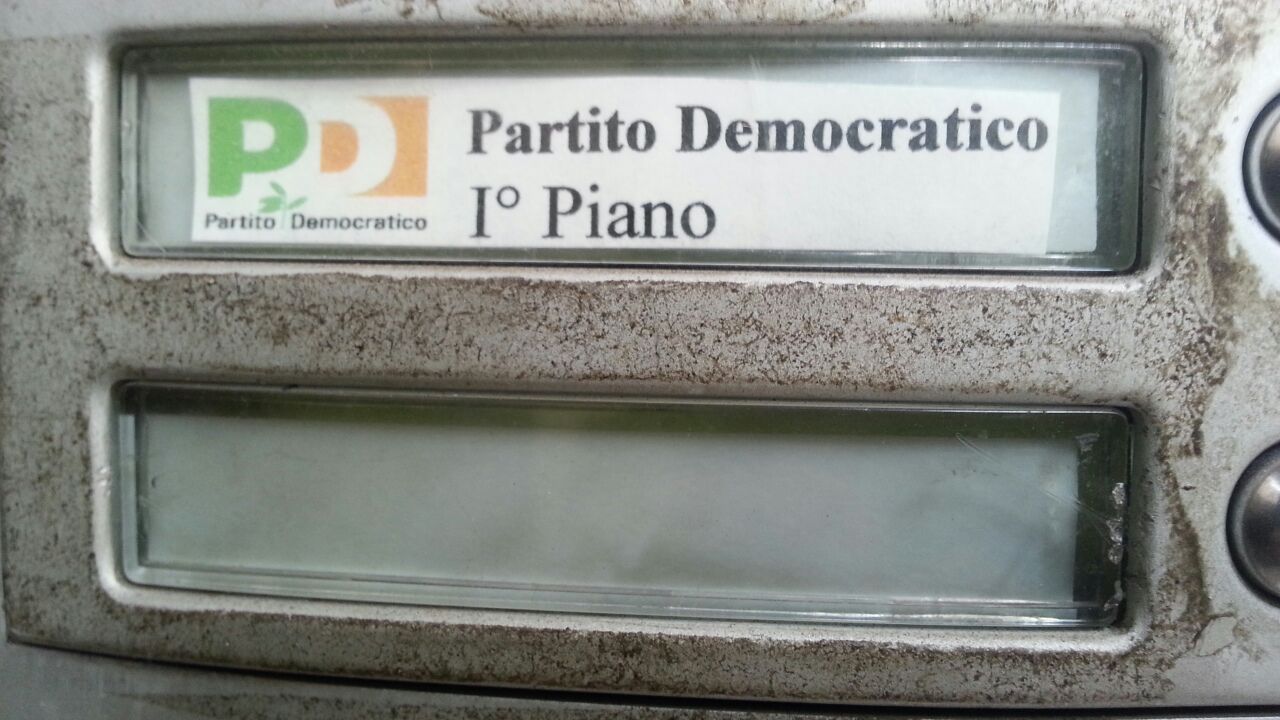 PD
Partito Democratico
Partito Democratico
I° Piano